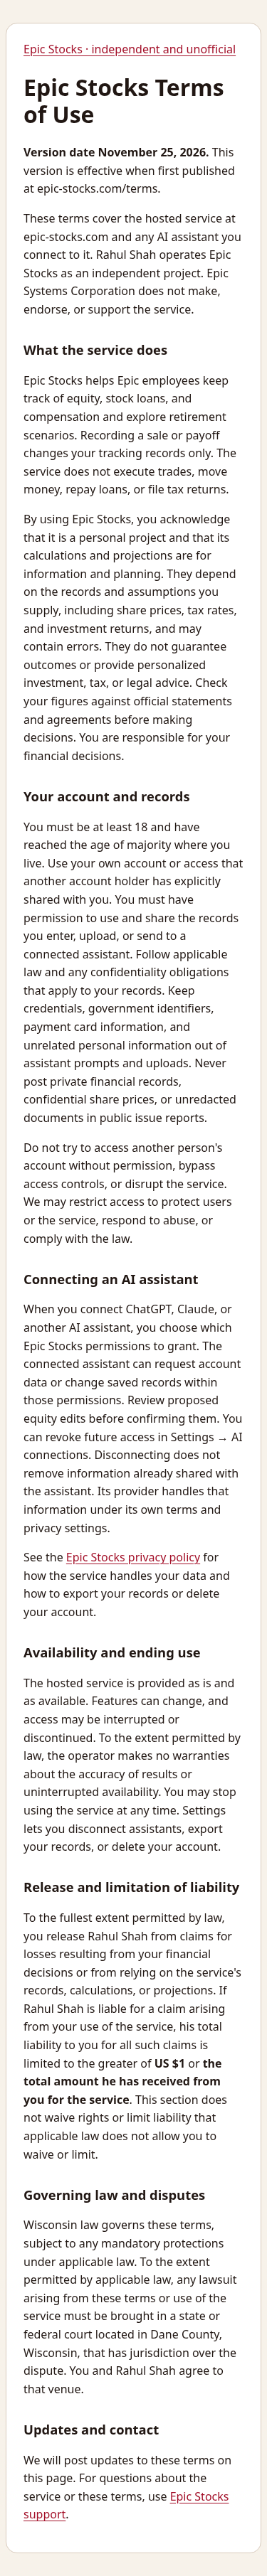 Epic Stocks · independent and unofficial
Epic Stocks Terms
of Use
Version date November 25, 2026. This
version is effective when first published
at epic-stocks.com/terms.
These terms cover the hosted service at
epic-stocks.com and any AI assistant you
connect to it. Rahul Shah operates Epic
Stocks as an independent project. Epic
Systems Corporation does not make,
endorse, or support the service.
What the service does
Epic Stocks helps Epic employees keep
track of equity, stock loans, and
compensation and explore retirement
scenarios. Recording a sale or payoff
changes your tracking records only. The
service does not execute trades, move
money, repay loans, or file tax returns.
By using Epic Stocks, you acknowledge
that it is a personal project and that its
calculations and projections are for
information and planning. They depend
on the records and assumptions you
supply, including share prices, tax rates,
and investment returns, and may
contain errors. They do not guarantee
outcomes or provide personalized
investment, tax, or legal advice. Check
your figures against official statements
and agreements before making
decisions. You are responsible for your
financial decisions.
Your account and records
You must be at least 18 and have
reached the age of majority where you
live. Use your own account or access that
another account holder has explicitly
shared with you. You must have
permission to use and share the records
you enter, upload, or send to a
connected assistant. Follow applicable
law and any confidentiality obligations
that apply to your records. Keep
credentials, government identifiers,
payment card information, and
unrelated personal information out of
assistant prompts and uploads. Never
post private financial records,
confidential share prices, or unredacted
documents in public issue reports.
Do not try to access another person's
account without permission, bypass
access controls, or disrupt the service.
We may restrict access to protect users
or the service, respond to abuse, or
comply with the law.
Connecting an AI assistant
When you connect ChatGPT, Claude, or
another AI assistant, you choose which
Epic Stocks permissions to grant. The
connected assistant can request account
data or change saved records within
those permissions. Review proposed
equity edits before confirming them. You
can revoke future access in Settings → AI
connections. Disconnecting does not
remove information already shared with
the assistant. Its provider handles that
information under its own terms and
privacy settings.
See the Epic Stocks privacy policy for
how the service handles your data and
how to export your records or delete
your account.
Availability and ending use
The hosted service is provided as is and
as available. Features can change, and
access may be interrupted or
discontinued. To the extent permitted by
law, the operator makes no warranties
about the accuracy of results or
uninterrupted availability. You may stop
using the service at any time. Settings
lets you disconnect assistants, export
your records, or delete your account.
Release and limitation of liability
To the fullest extent permitted by law,
you release Rahul Shah from claims for
losses resulting from your financial
decisions or from relying on the service's
records, calculations, or projections. If
Rahul Shah is liable for a claim arising
from your use of the service, his total
liability to you for all such claims is
limited to the greater of US $1 or the
total amount he has received from
you for the service. This section does
not waive rights or limit liability that
applicable law does not allow you to
waive or limit.
Governing law and disputes
Wisconsin law governs these terms,
subject to any mandatory protections
under applicable law. To the extent
permitted by applicable law, any lawsuit
arising from these terms or use of the
service must be brought in a state or
federal court located in Dane County,
Wisconsin, that has jurisdiction over the
dispute. You and Rahul Shah agree to
that venue.
Updates and contact
We will post updates to these terms on
this page. For questions about the
service or these terms, use Epic Stocks
support.